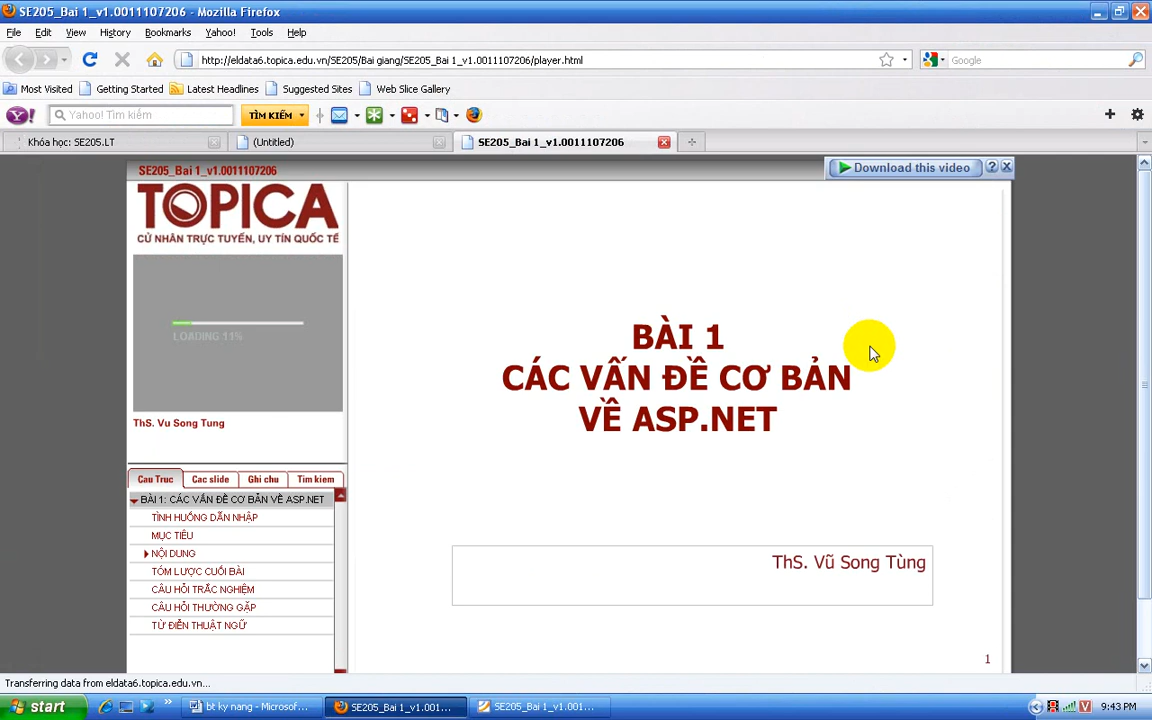 SE205_Bai 1_v1.0011107206 - Mozilla Firefox
File Edit View History Bookmarks Yahoo! Tools Help
http://eldata6.topica.edu.vn/SE205/Bai giang/SE205_Bai 1_v1.0011107206/player.html
Google
Most Visited Getting Started Latest Headlines Suggested Sites Web Slice Gallery
Y! Yahoo! Tìm kiếm TÌM KIẾM
Khóa học: SE205.LT (Untitled) SE205_Bai 1_v1.0011107206
SE205_Bai 1_v1.0011107206
Download this video
TOPICA
CỬ NHÂN TRỰC TUYẾN, UY TÍN QUỐC TẾ
LOADING 11%
ThS. Vu Song Tung
Cau Truc Cac slide Ghi chu Tim kiem
BÀI 1: CÁC VẤN ĐỀ CƠ BẢN VỀ ASP.NET
TÌNH HUỐNG DẪN NHẬP
MỤC TIÊU
NỘI DUNG
TÓM LƯỢC CUỐI BÀI
CÂU HỎI TRẮC NGHIỆM
CÂU HỎI THƯỜNG GẶP
TỪ ĐIỂN THUẬT NGỮ
BÀI 1
CÁC VẤN ĐỀ CƠ BẢN
VỀ ASP.NET
ThS. Vũ Song Tùng
1
Transferring data from eldata6.topica.edu.vn...
start bt ky nang - Microsof... SE205_Bai 1_v1.001... SE205_Bai 1_v1.001... V 9:43 PM